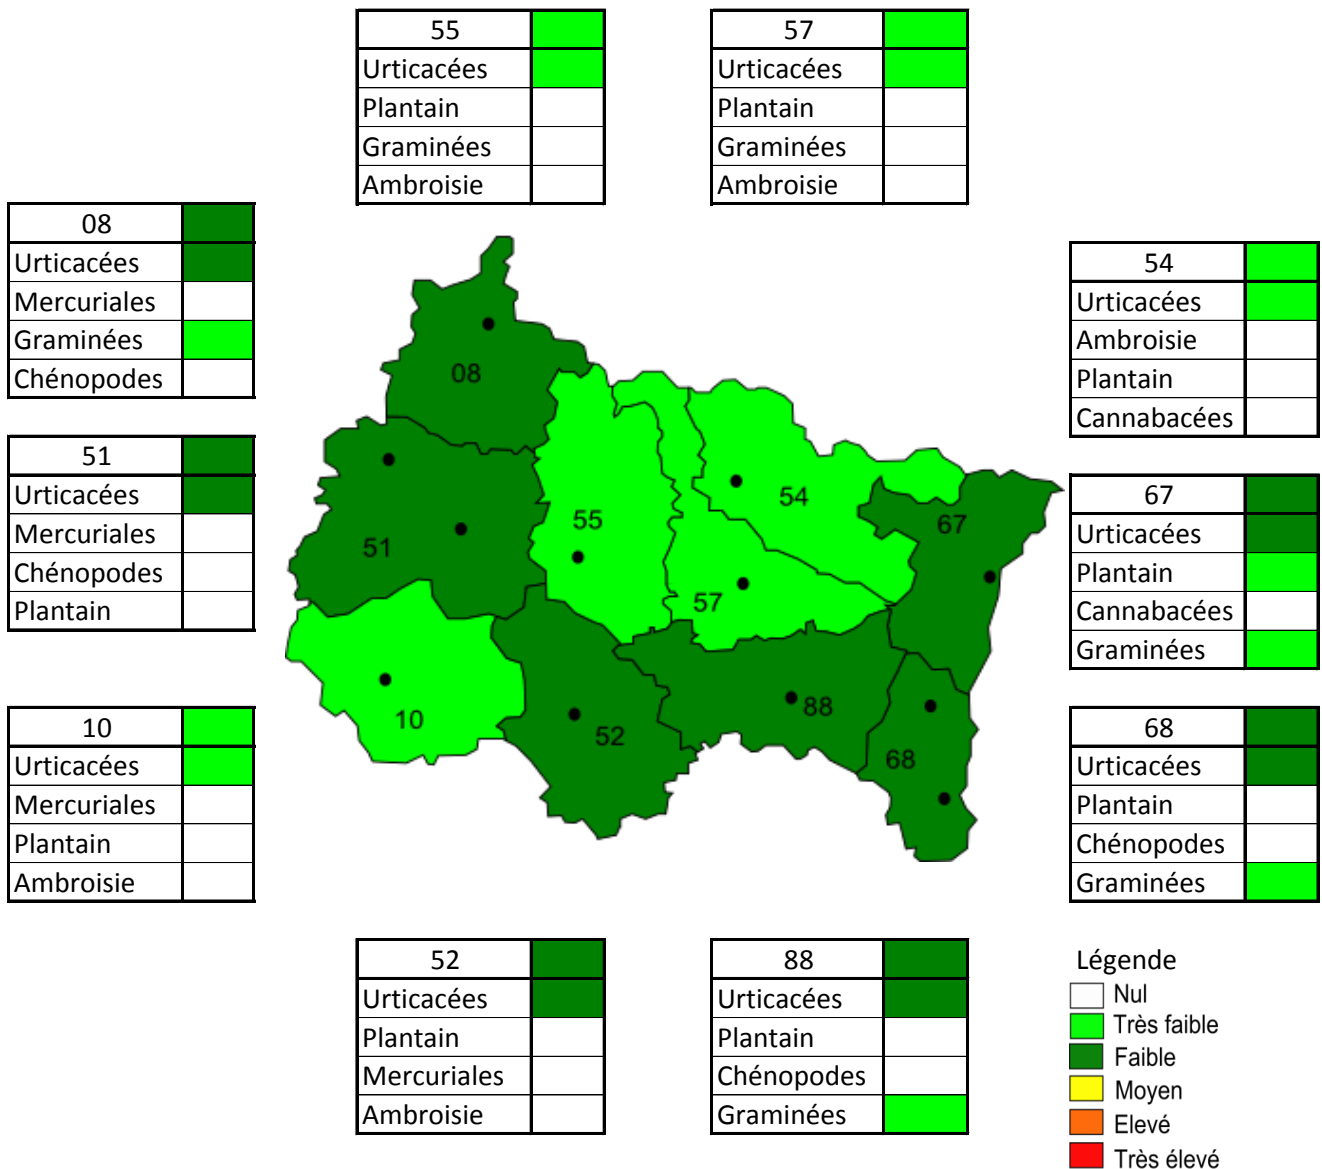 55
Urticacées
Plantain
Graminées
Ambroisie
57
Urticacées
Plantain
Graminées
Ambroisie
08
Urticacées
Mercuriales
Graminées
Chénopodes
51
Urticacées
Mercuriales
Chénopodes
Plantain
10
Urticacées
Mercuriales
Plantain
Ambroisie
08
55
54
67
51
57
10
52
88
68
54
Urticacées
Ambroisie
Plantain
Cannabacées
67
Urticacées
Plantain
Cannabacées
Graminées
68
Urticacées
Plantain
Chénopodes
Graminées
52
Urticacées
Plantain
Mercuriales
Ambroisie
88
Urticacées
Plantain
Chénopodes
Graminées
Légende
Nul
Très faible
Faible
Moyen
Elevé
Très élevé